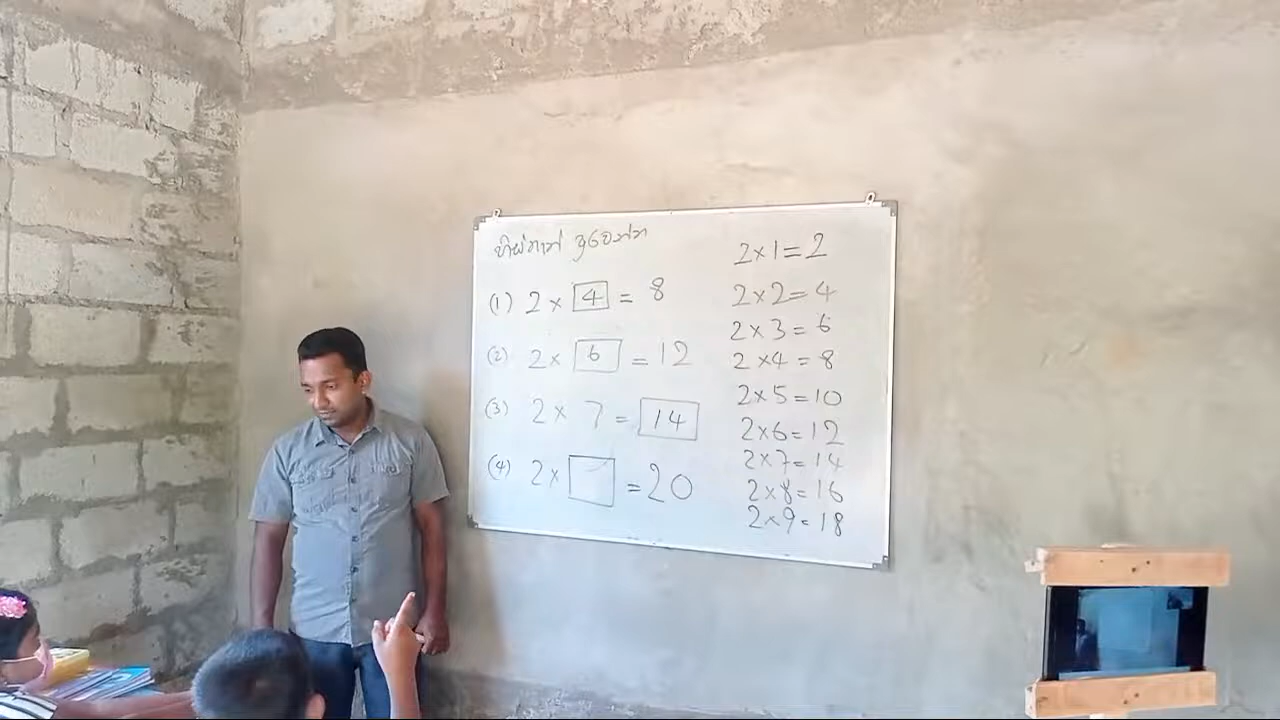 හිස්තැන් පුරවන්න
(1) 2 × 4 = 8
(2) 2 × 6 = 12
(3) 2 × 7 = 14
(4) 2 × = 20
2×1=2
2×2=4
2×3=6
2×4=8
2×5=10
2×6=12
2×7=14
2×8=16
2×9=18